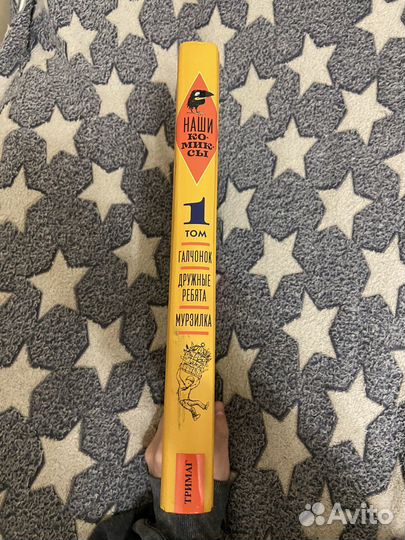 НАШИ
КО-
МИК-
СЫ
1
ТОМ
ГАЛЧОНОК
ДРУЖНЫЕ
РЕБЯТА
МУРЗИЛКА
ТРИМАГ
Avito